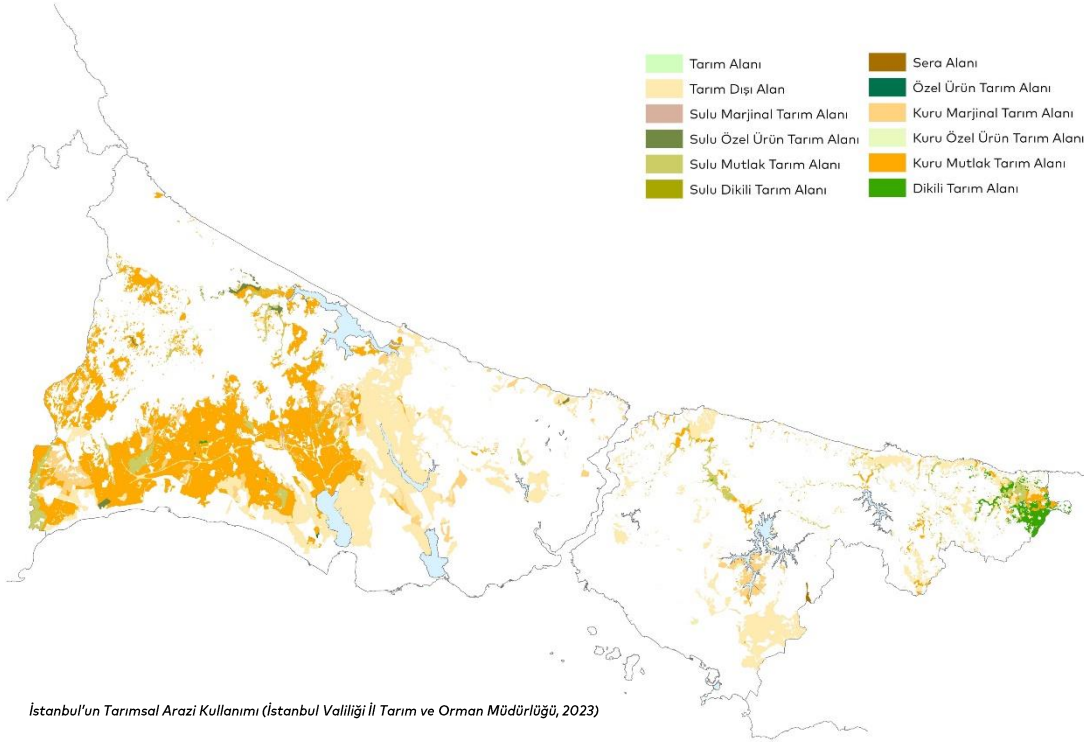 Tarım Alanı
Tarım Dışı Alan
Sulu Marjinal Tarım Alanı
Sulu Özel Ürün Tarım Alanı
Sulu Mutlak Tarım Alanı
Sulu Dikili Tarım Alanı
Sera Alanı
Özel Ürün Tarım Alanı
Kuru Marjinal Tarım Alanı
Kuru Özel Ürün Tarım Alanı
Kuru Mutlak Tarım Alanı
Dikili Tarım Alanı
İstanbul'un Tarımsal Arazi Kullanımı (İstanbul Valiliği İl Tarım ve Orman Müdürlüğü, 2023)